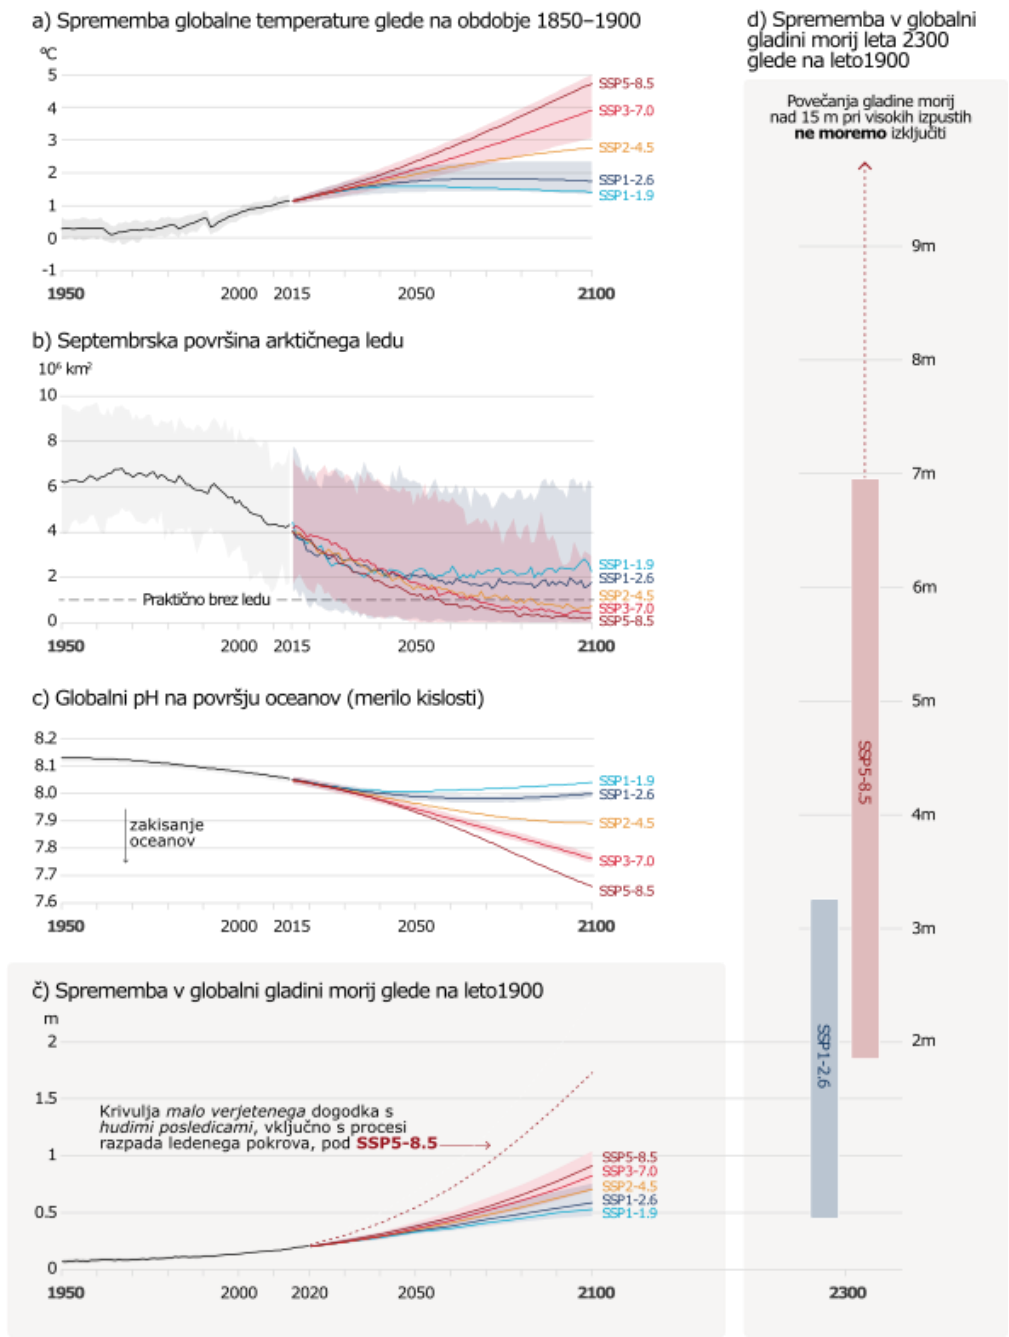 a) Sprememba globalne temperature glede na obdobje 1850–1900
ºC
5
4
3
2
1
0
-1
SSP5-8.5
SSP3-7.0
SSP2-4.5
SSP1-2.6
SSP1-1.9
1950
2000
2015
2050
2100
b) Septembrska površina arktičnega ledu
10⁶ km²
10
8
6
4
2
0
Praktično brez ledu
SSP1-1.9
SSP1-2.6
SSP2-4.5
SSP3-7.0
SSP5-8.5
1950
2000
2015
2050
2100
c) Globalni pH na površju oceanov (merilo kislosti)
8.2
8.1
8.0
7.9
7.8
7.7
7.6
zakisanje
oceanov
SSP1-1.9
SSP1-2.6
SSP2-4.5
SSP3-7.0
SSP5-8.5
1950
2000
2015
2050
2100
č) Sprememba v globalni gladini morij glede na leto1900
m
2
1.5
1
0.5
0
Krivulja malo verjetenega dogodka s
hudimi posledicami, vključno s procesi
razpada ledenega pokrova, pod SSP5-8.5
SSP5-8.5
SSP3-7.0
SSP2-4.5
SSP1-2.6
SSP1-1.9
1950
2000
2020
2050
2100
d) Sprememba v globalni
gladini morij leta 2300
glede na leto1900
Povečanja gladine morij
nad 15 m pri visokih izpustih
ne moremo izključiti
9m
8m
7m
6m
5m
4m
3m
2m
SSP5-8.5
SSP1-2.6
2300